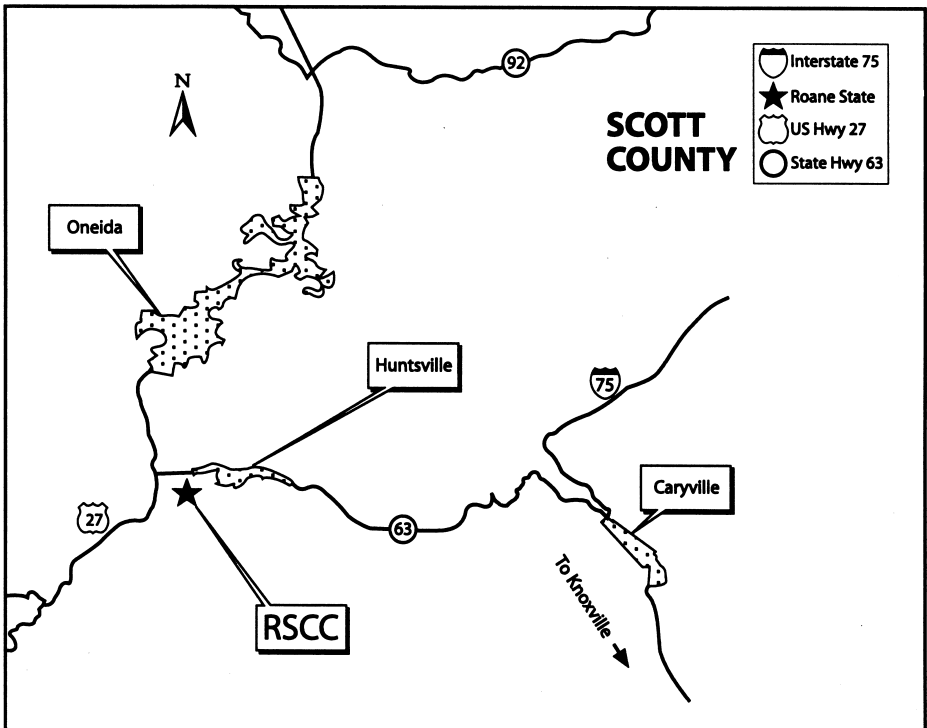 92
N
SCOTT
COUNTY
Interstate 75
Roane State
US Hwy 27
State Hwy 63
Oneida
Huntsville
75
Caryville
27
63
To Knoxville
RSCC